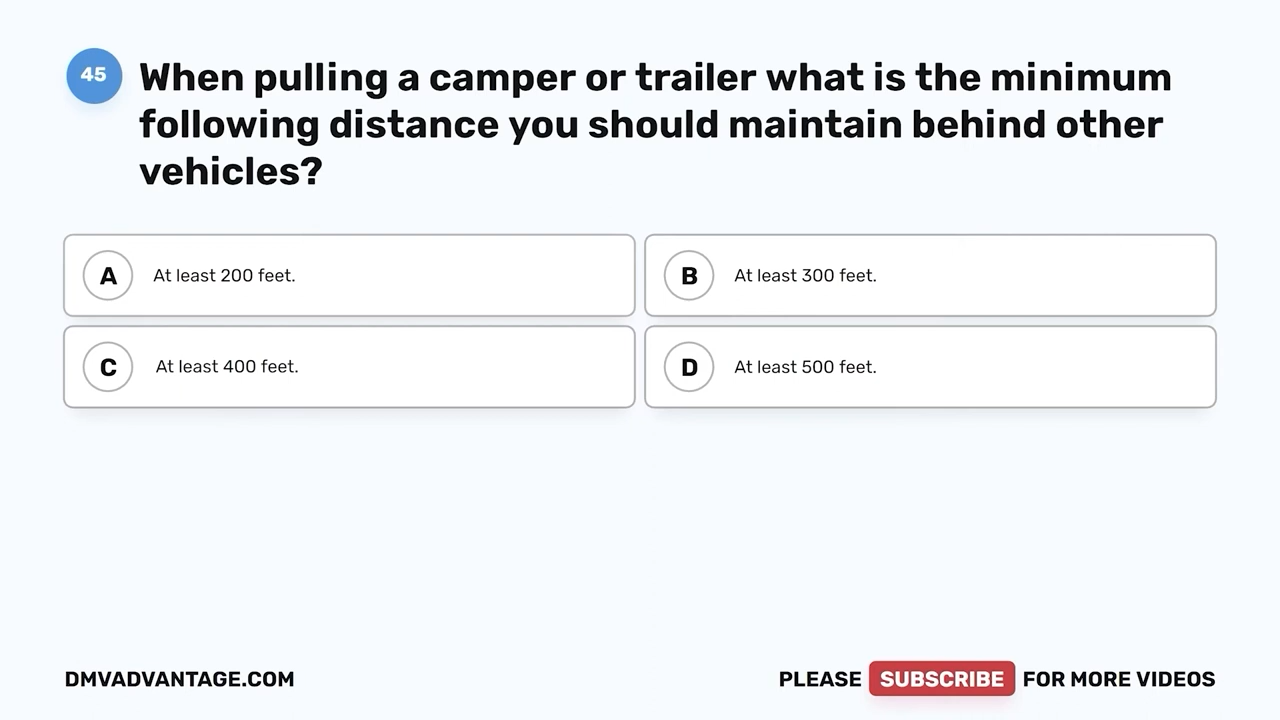 45
When pulling a camper or trailer what is the minimum
following distance you should maintain behind other
vehicles?
A At least 200 feet.
B At least 300 feet.
C At least 400 feet.
D At least 500 feet.
DMVADVANTAGE.COM
PLEASE SUBSCRIBE FOR MORE VIDEOS